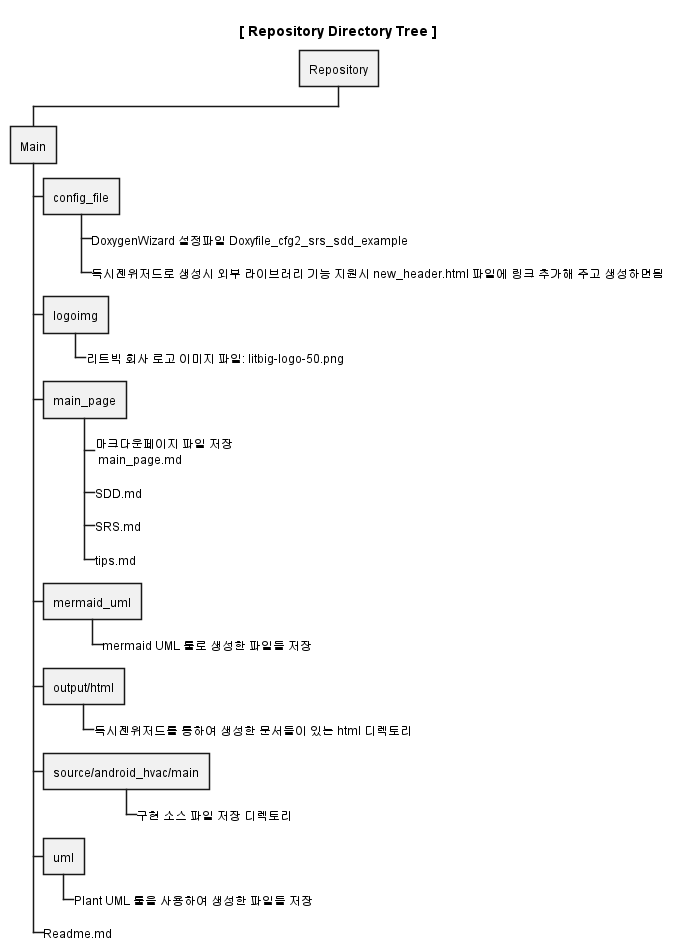 [ Repository Directory Tree ]
Repository
Main
config_file
DoxygenWizard 설정파일 Doxyfile_cfg2_srs_sdd_example
독시젠위저드로 생성시 외부 라이브러리 기능 지원시 new_header.html 파일에 링크 추가해 주고 생성하면됨
logoimg
리트빅 회사 로고 이미지 파일: litbig-logo-50.png
main_page
마크다운페이지 파일 저장
main_page.md
SDD.md
SRS.md
tips.md
mermaid_uml
mermaid UML 툴로 생성한 파일들 저장
output/html
독시젠위저드를 통하여 생성한 문서들이 있는 html 디렉토리
source/android_hvac/main
구현 소스 파일 저장 디렉토리
uml
Plant UML 툴을 사용하여 생성한 파일들 저장
Readme.md